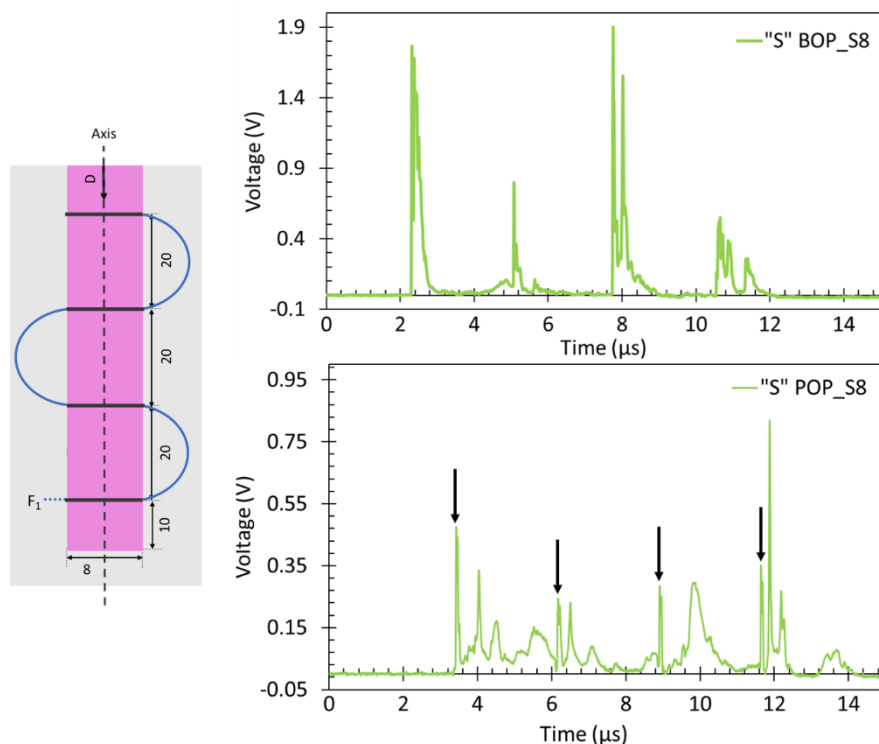 Axis
D
20
20
20
F1
10
8
"S" BOP_S8
Voltage (V)
1.9
1.4
0.9
0.4
-0.1
0 2 4 6 8 10 12 14
Time (µs)
"S" POP_S8
Voltage (V)
0.95
0.75
0.55
0.35
0.15
-0.05
0 2 4 6 8 10 12 14
Time (µs)